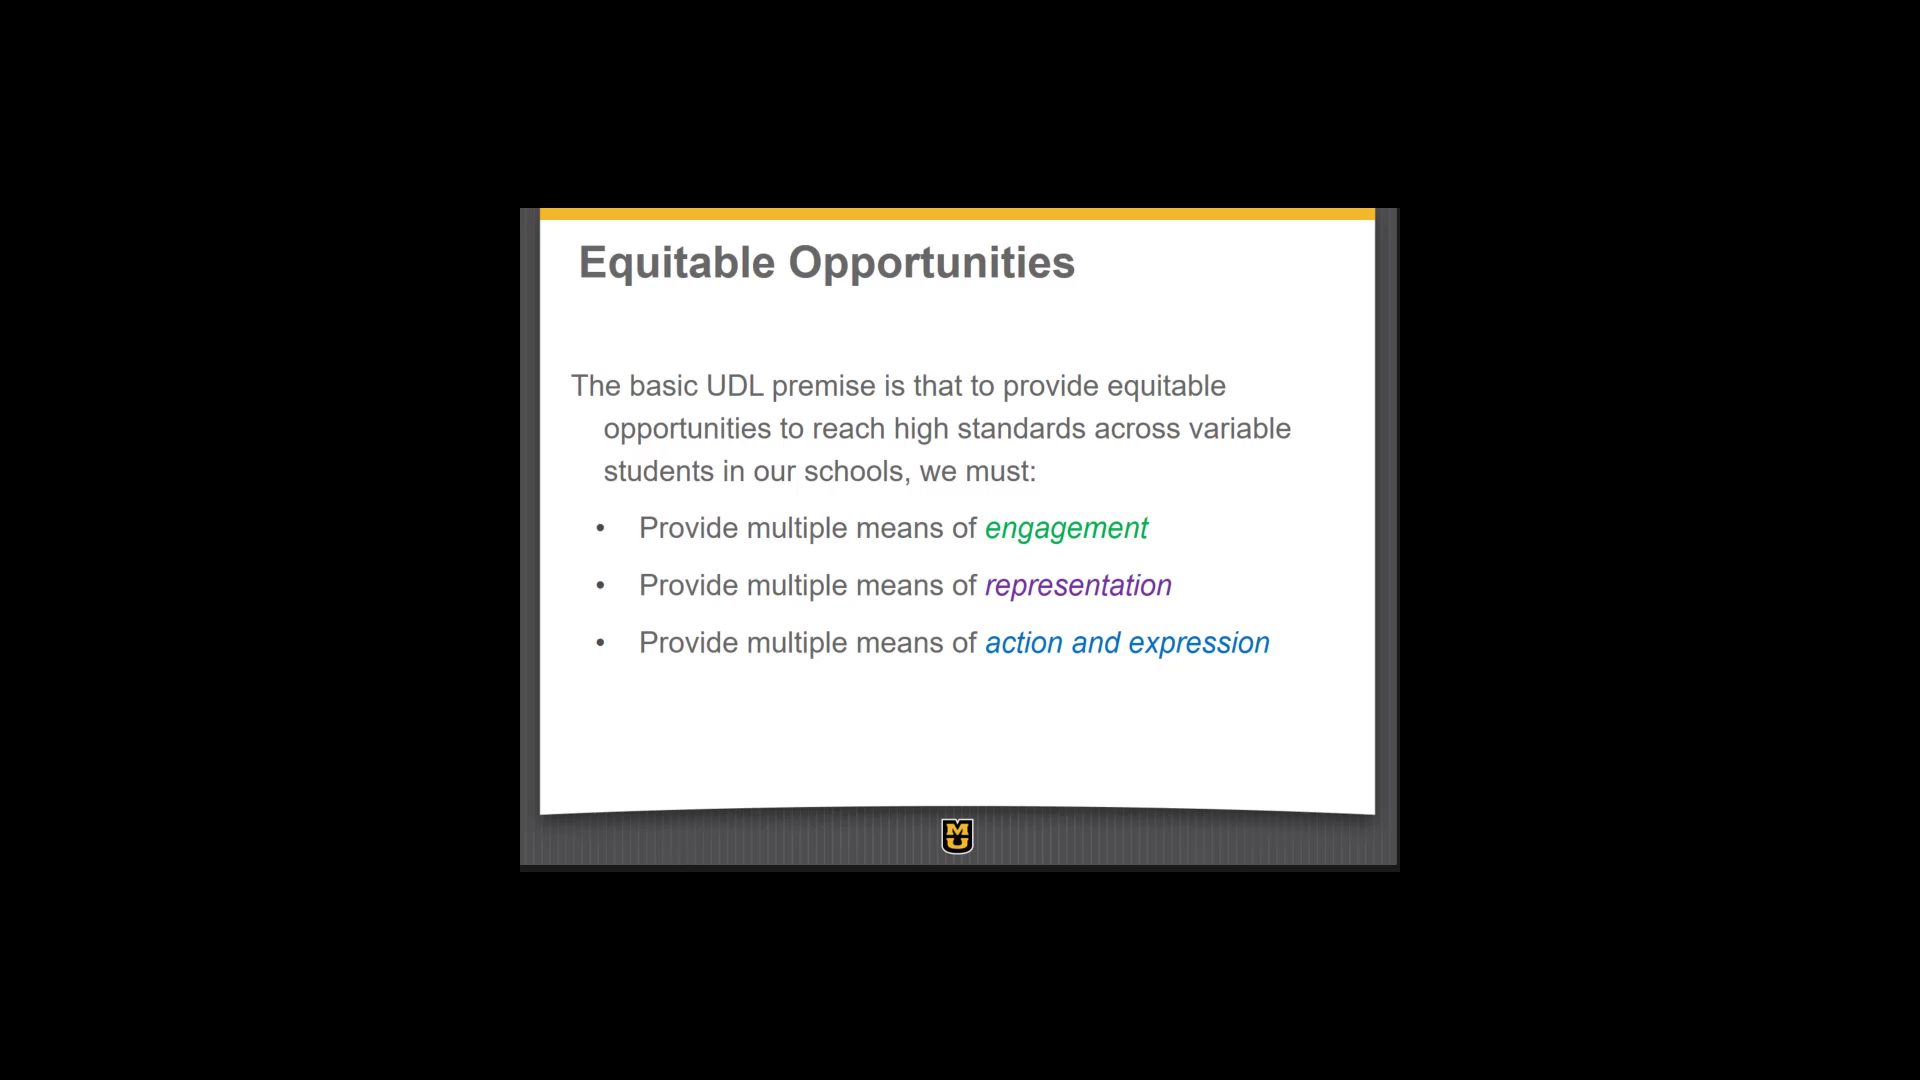 Equitable Opportunities
The basic UDL premise is that to provide equitable
opportunities to reach high standards across variable
students in our schools, we must:
• Provide multiple means of engagement
• Provide multiple means of representation
• Provide multiple means of action and expression
MU